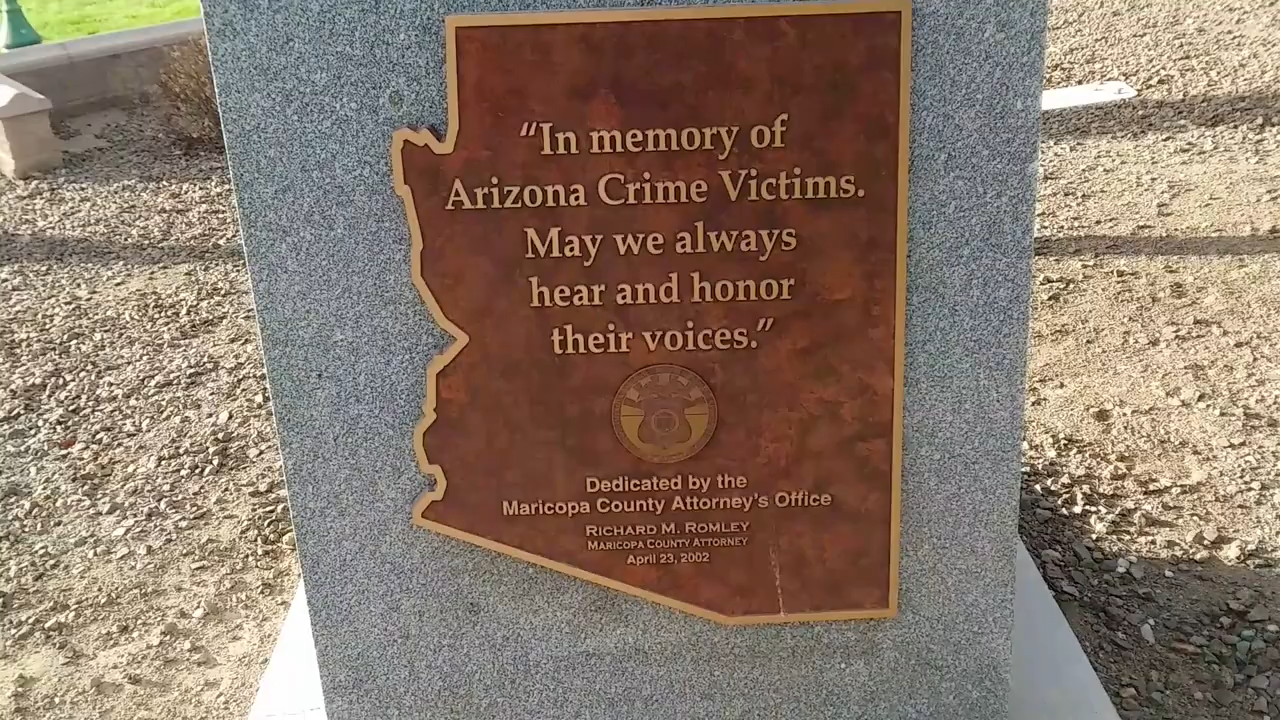 “In memory of
Arizona Crime Victims.
May we always
hear and honor
their voices.”
Dedicated by the
Maricopa County Attorney's Office
RICHARD M. ROMLEY
MARICOPA COUNTY ATTORNEY
April 23, 2002